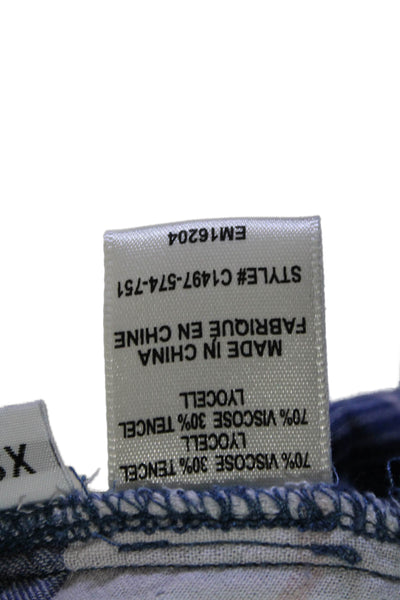 70% VISCOSE 30% TENCEL
LYOCELL
70% VISCOSE 30% TENCEL
LYOCELL
MADE IN CHINA
FABRIQUE EN CHINE
STYLE# C1497-574-751
EM16204
XS